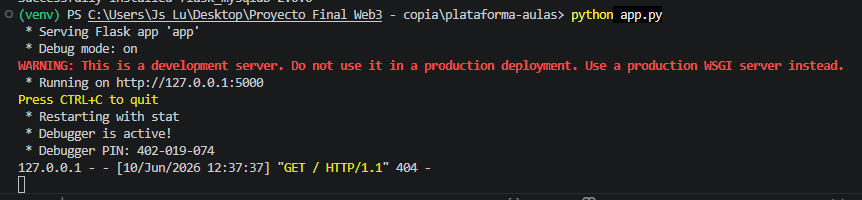 (venv) PS C:\Users\Js Lu\Desktop\Proyecto Final Web3 - copia\plataforma-aulas> python app.py
* Serving Flask app 'app'
* Debug mode: on
WARNING: This is a development server. Do not use it in a production deployment. Use a production WSGI server instead.
* Running on http://127.0.0.1:5000
Press CTRL+C to quit
* Restarting with stat
* Debugger is active!
* Debugger PIN: 402-019-074
127.0.0.1 - - [10/Jun/2026 12:37:37] "GET / HTTP/1.1" 404 -